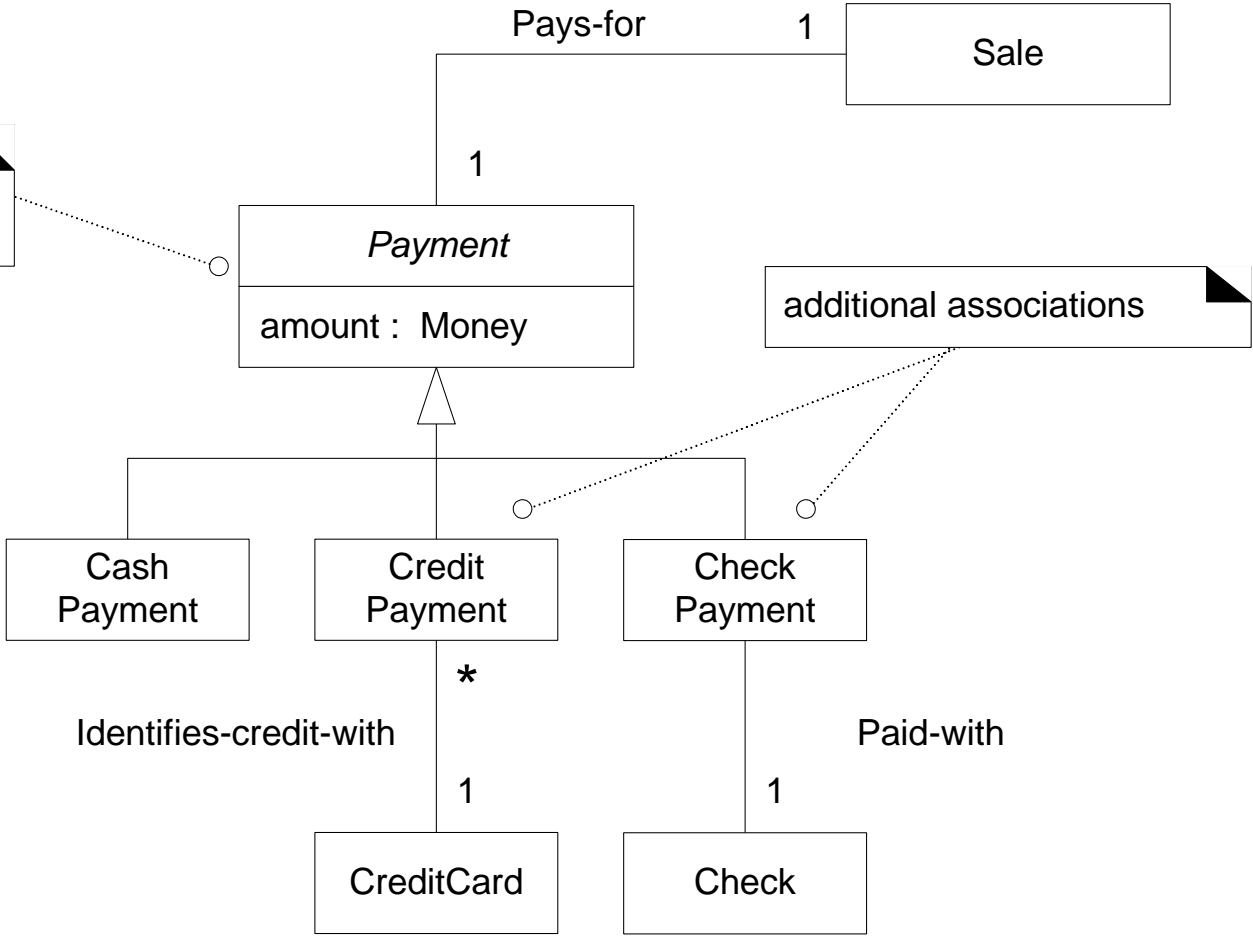 Pays-for
1
Sale
1
Payment
amount : Money
additional associations
Cash
Payment
Credit
Payment
Check
Payment
*
Identifies-credit-with
Paid-with
1
1
CreditCard
Check